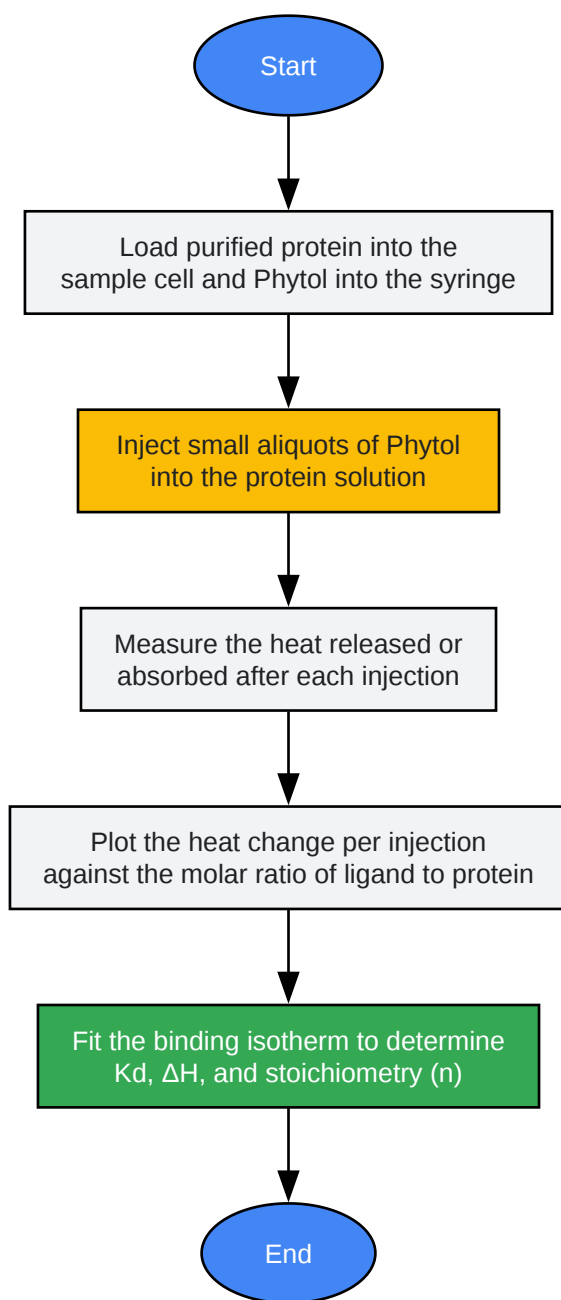 Start
Load purified protein into the
sample cell and Phytol into the syringe
Inject small aliquots of Phytol
into the protein solution
Measure the heat released or
absorbed after each injection
Plot the heat change per injection
against the molar ratio of ligand to protein
Fit the binding isotherm to determine
Kd, ΔH, and stoichiometry (n)
End